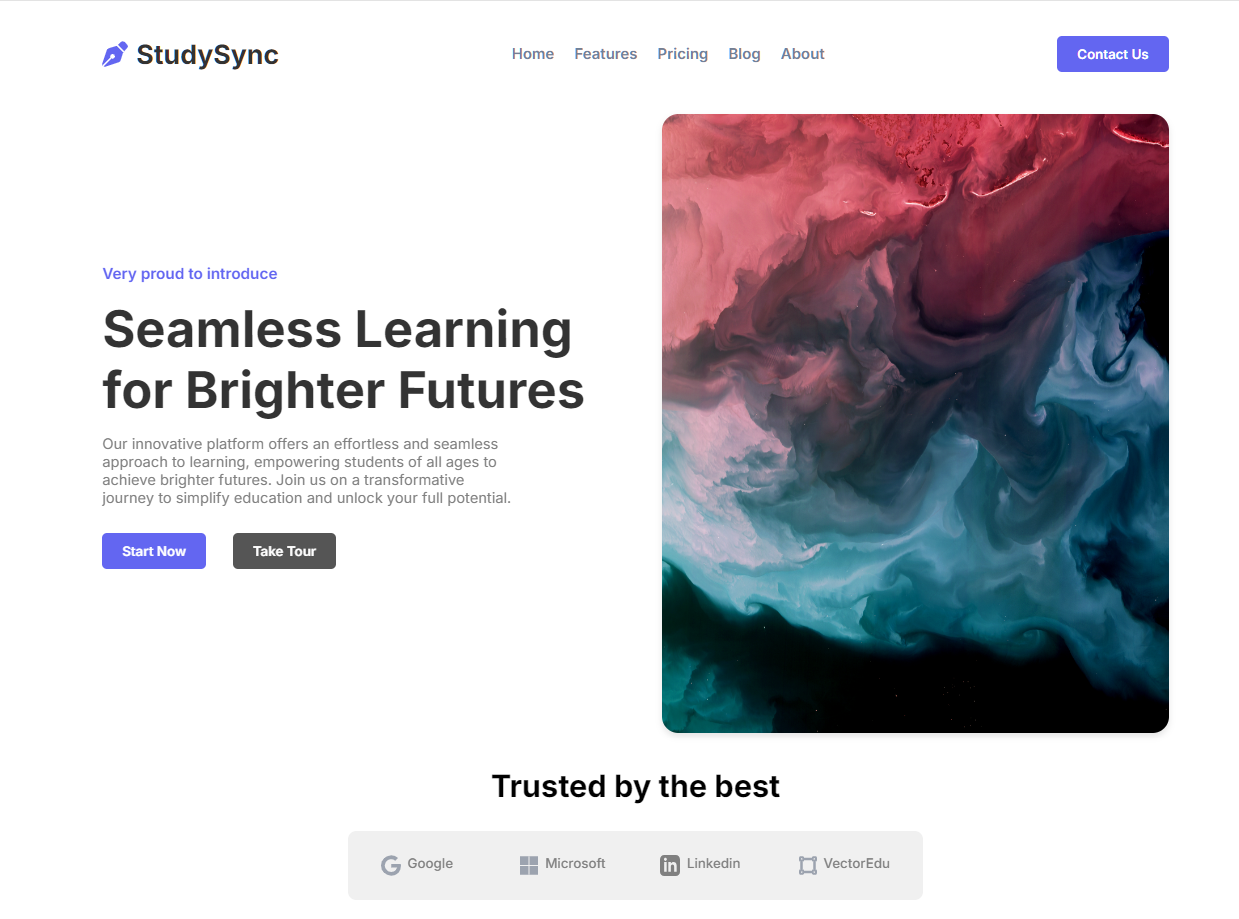 StudySync
Home Features Pricing Blog About
Contact Us
Very proud to introduce
Seamless Learning
for Brighter Futures
Our innovative platform offers an effortless and seamless
approach to learning, empowering students of all ages to
achieve brighter futures. Join us on a transformative
journey to simplify education and unlock your full potential.
Start Now Take Tour
Trusted by the best
Google Microsoft Linkedin VectorEdu